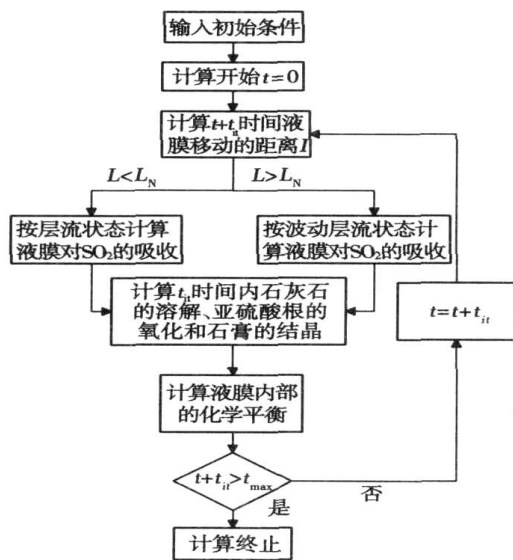 输入初始条件
计算开始t=0
计算t+t_it时间液
膜移动的距离L
L<L_N
L>L_N
按层流状态计算
液膜对SO₂的吸收
按波动层流状态计
算液膜对SO₂的吸收
计算t_it时间内石灰石
的溶解、亚硫酸根的
氧化和石膏的结晶
t=t+t_it
计算液膜内部
的化学平衡
t+t_it>t_max
否
是
计算终止